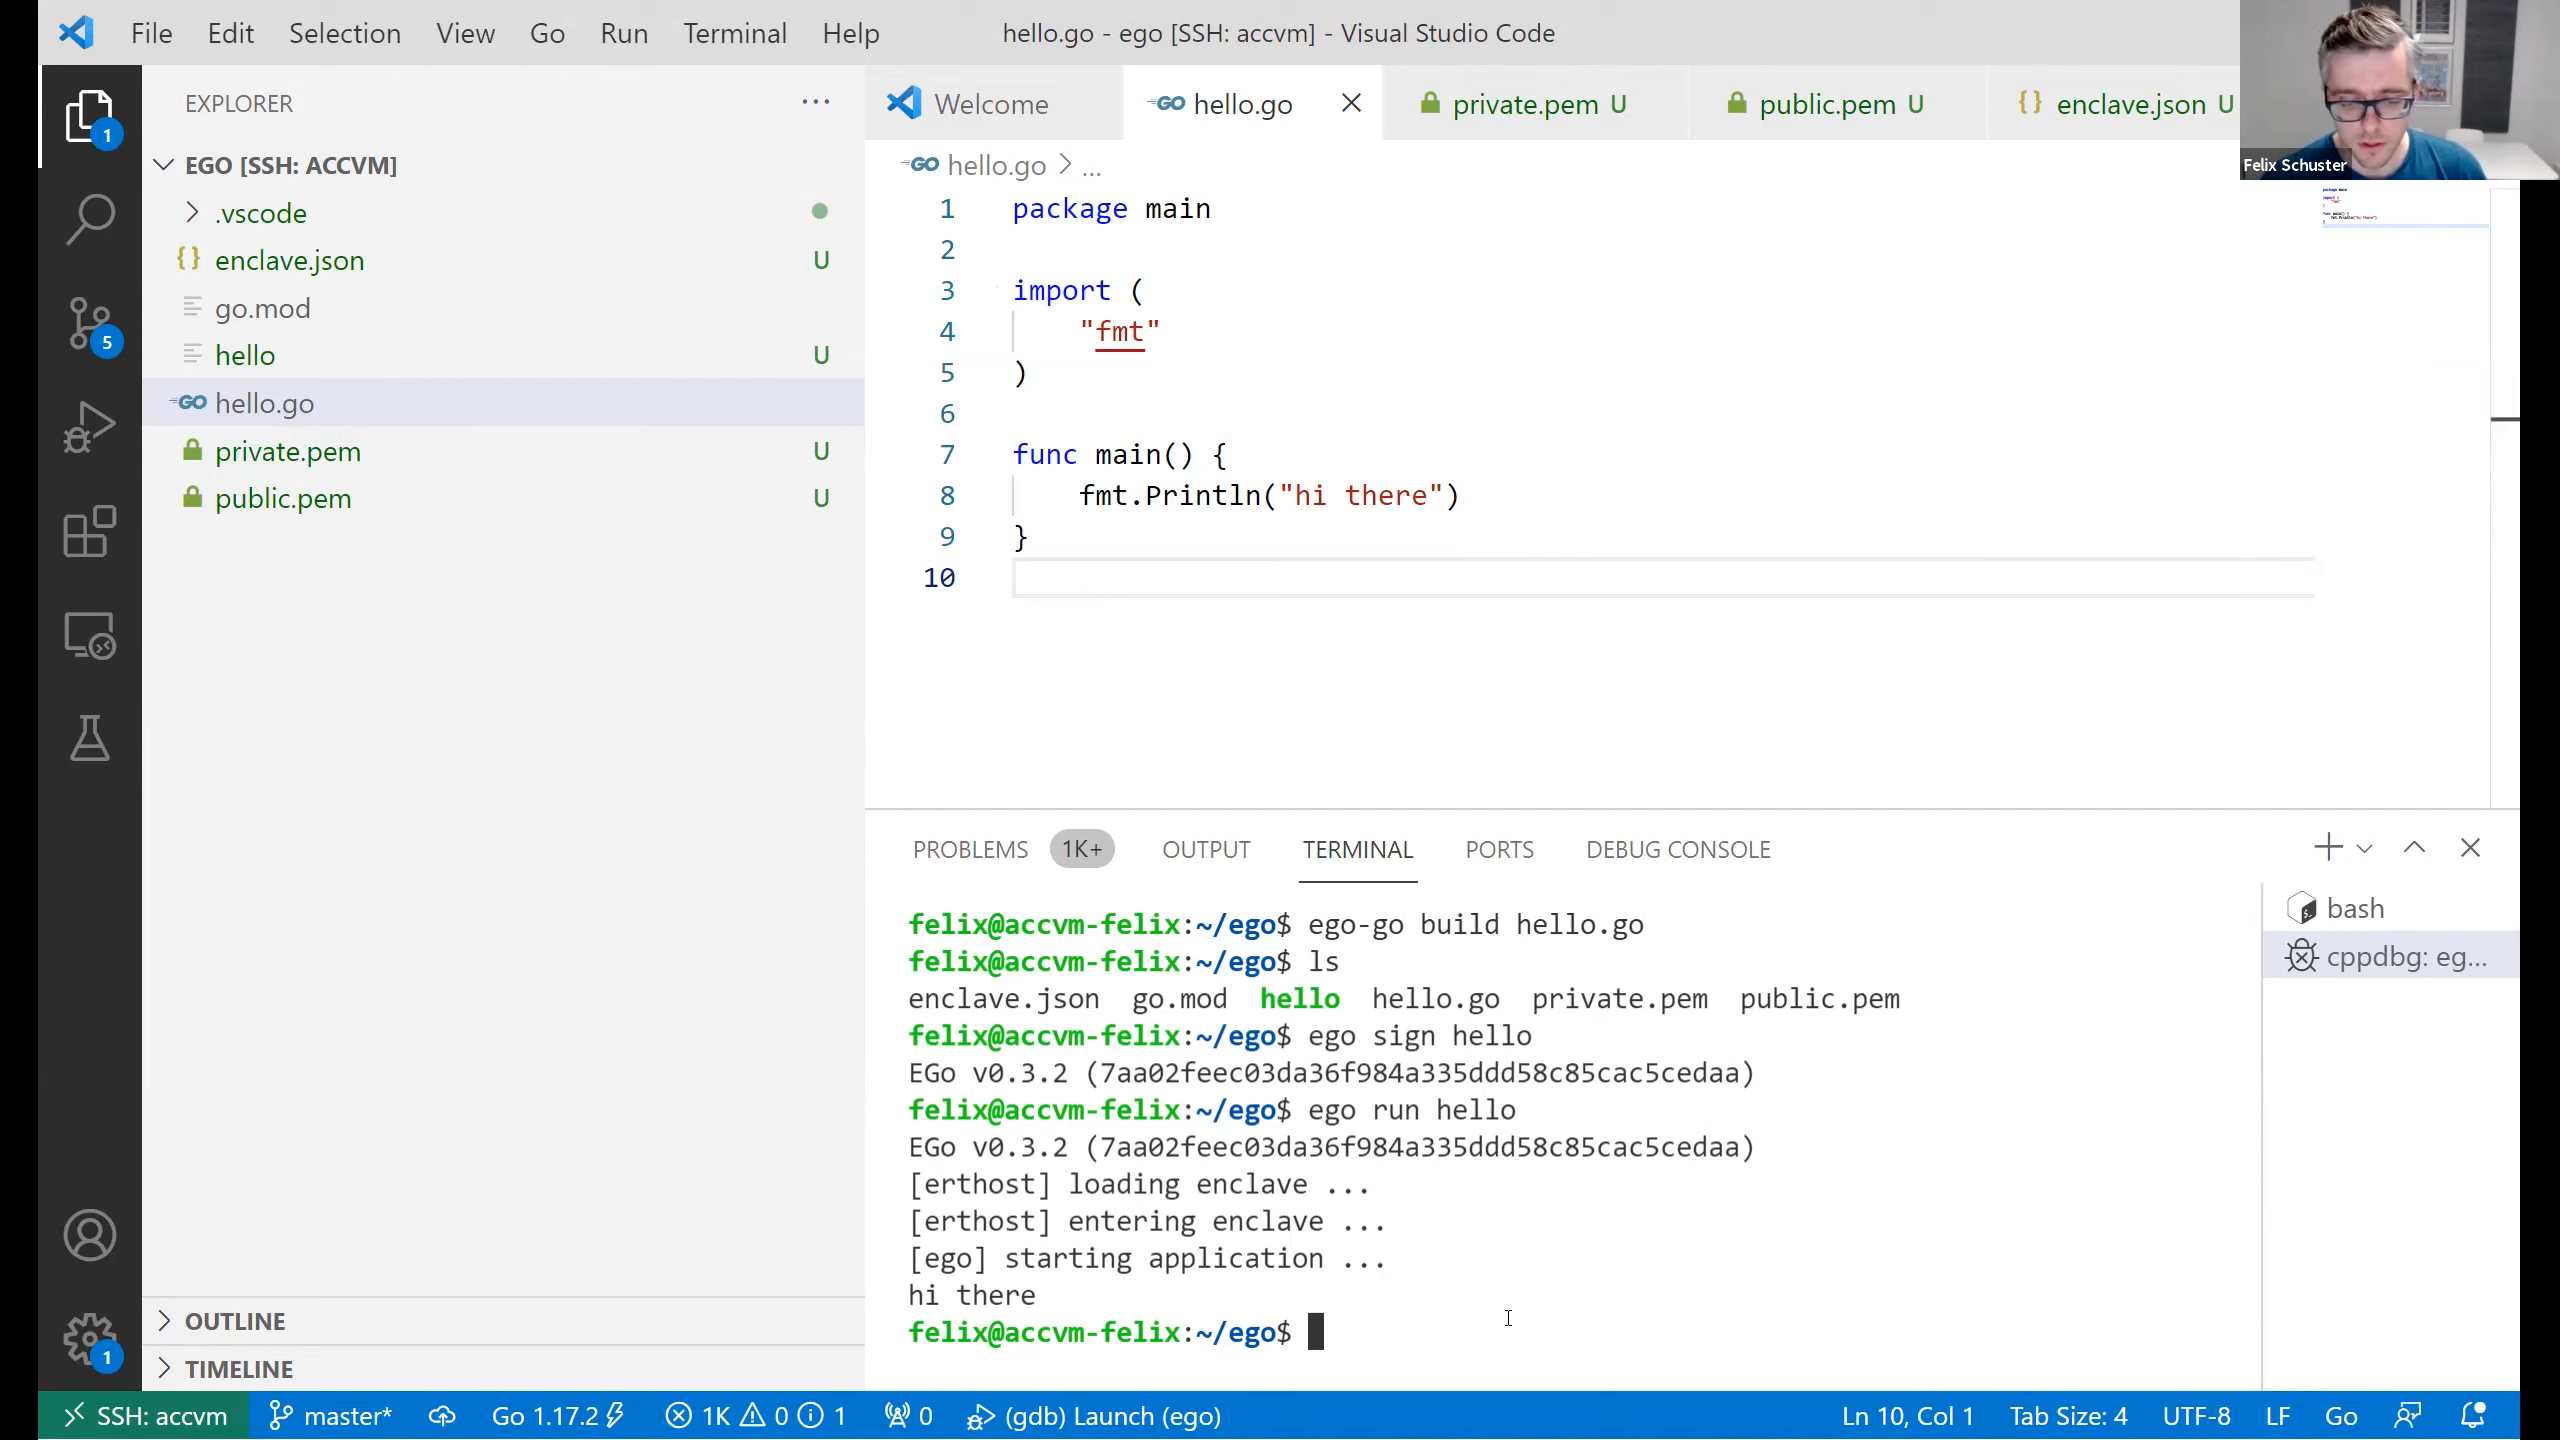 File Edit Selection View Go Run Terminal Help
hello.go - ego [SSH: accvm] - Visual Studio Code
Felix Schuster
1
5
1
EXPLORER ...
EGO [SSH: ACCVM]
.vscode
{} enclave.json U
go.mod
hello U
GO hello.go
private.pem U
public.pem U
OUTLINE
TIMELINE
Welcome GO hello.go private.pem U public.pem U {} enclave.json U
GO hello.go > ...
1 package main
2
3 import (
4 "fmt"
5 )
6
7 func main() {
8 fmt.Println("hi there")
9 }
10
PROBLEMS 1K+ OUTPUT TERMINAL PORTS DEBUG CONSOLE
bash
cppdbg: eg...
felix@accvm-felix:~/ego$ ego-go build hello.go
felix@accvm-felix:~/ego$ ls
enclave.json go.mod hello hello.go private.pem public.pem
felix@accvm-felix:~/ego$ ego sign hello
EGo v0.3.2 (7aa02feec03da36f984a335ddd58c85cac5cedaa)
felix@accvm-felix:~/ego$ ego run hello
EGo v0.3.2 (7aa02feec03da36f984a335ddd58c85cac5cedaa)
[erthost] loading enclave ...
[erthost] entering enclave ...
[ego] starting application ...
hi there
felix@accvm-felix:~/ego$
SSH: accvm master* Go 1.17.2 1K 0 1 0 (gdb) Launch (ego) Ln 10, Col 1 Tab Size: 4 UTF-8 LF Go